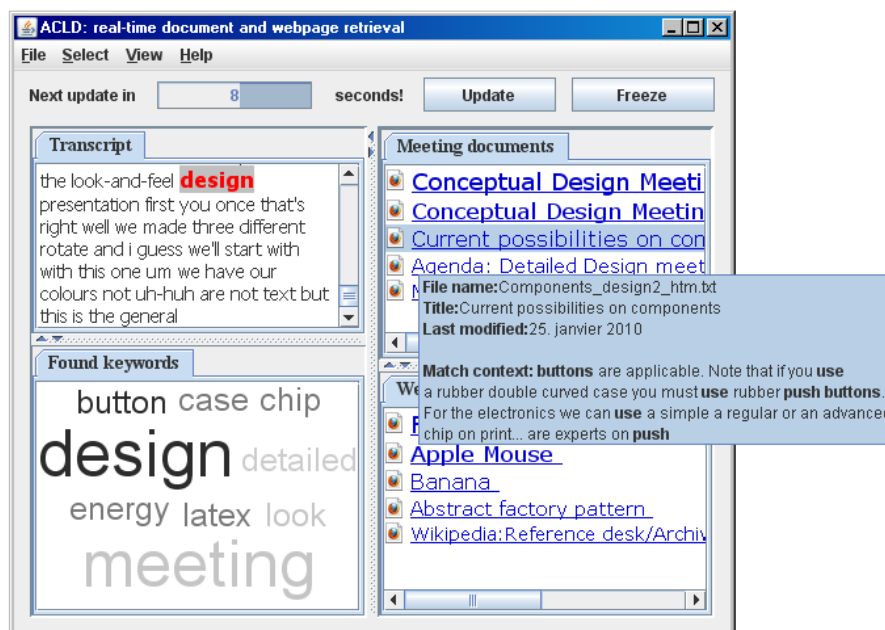 ACLD: real-time document and webpage retrieval
File Select View Help
Next update in 8 seconds! Update Freeze
Transcript
the look-and-feel design
presentation first you once that's
right well we made three different
rotate and i guess we'll start with
with this one um we have our
colours not uh-huh are not text but
this is the general
Found keywords
button case chip
design detailed
energy latex look
meeting
Meeting documents
Conceptual Design Meeti
Conceptual Design Meetin
Current possibilities on con
Agenda: Detailed Design meet
File name:Components_design2_htm.txt
Title:Current possibilities on components
Last modified:25. janvier 2010
Match context: buttons are applicable. Note that if you use
a rubber double curved case you must use rubber push buttons.
For the electronics we can use a simple a regular or an advanced
chip on print... are experts on push
Apple Mouse
Banana
Abstract factory pattern
Wikipedia:Reference desk/Archiv